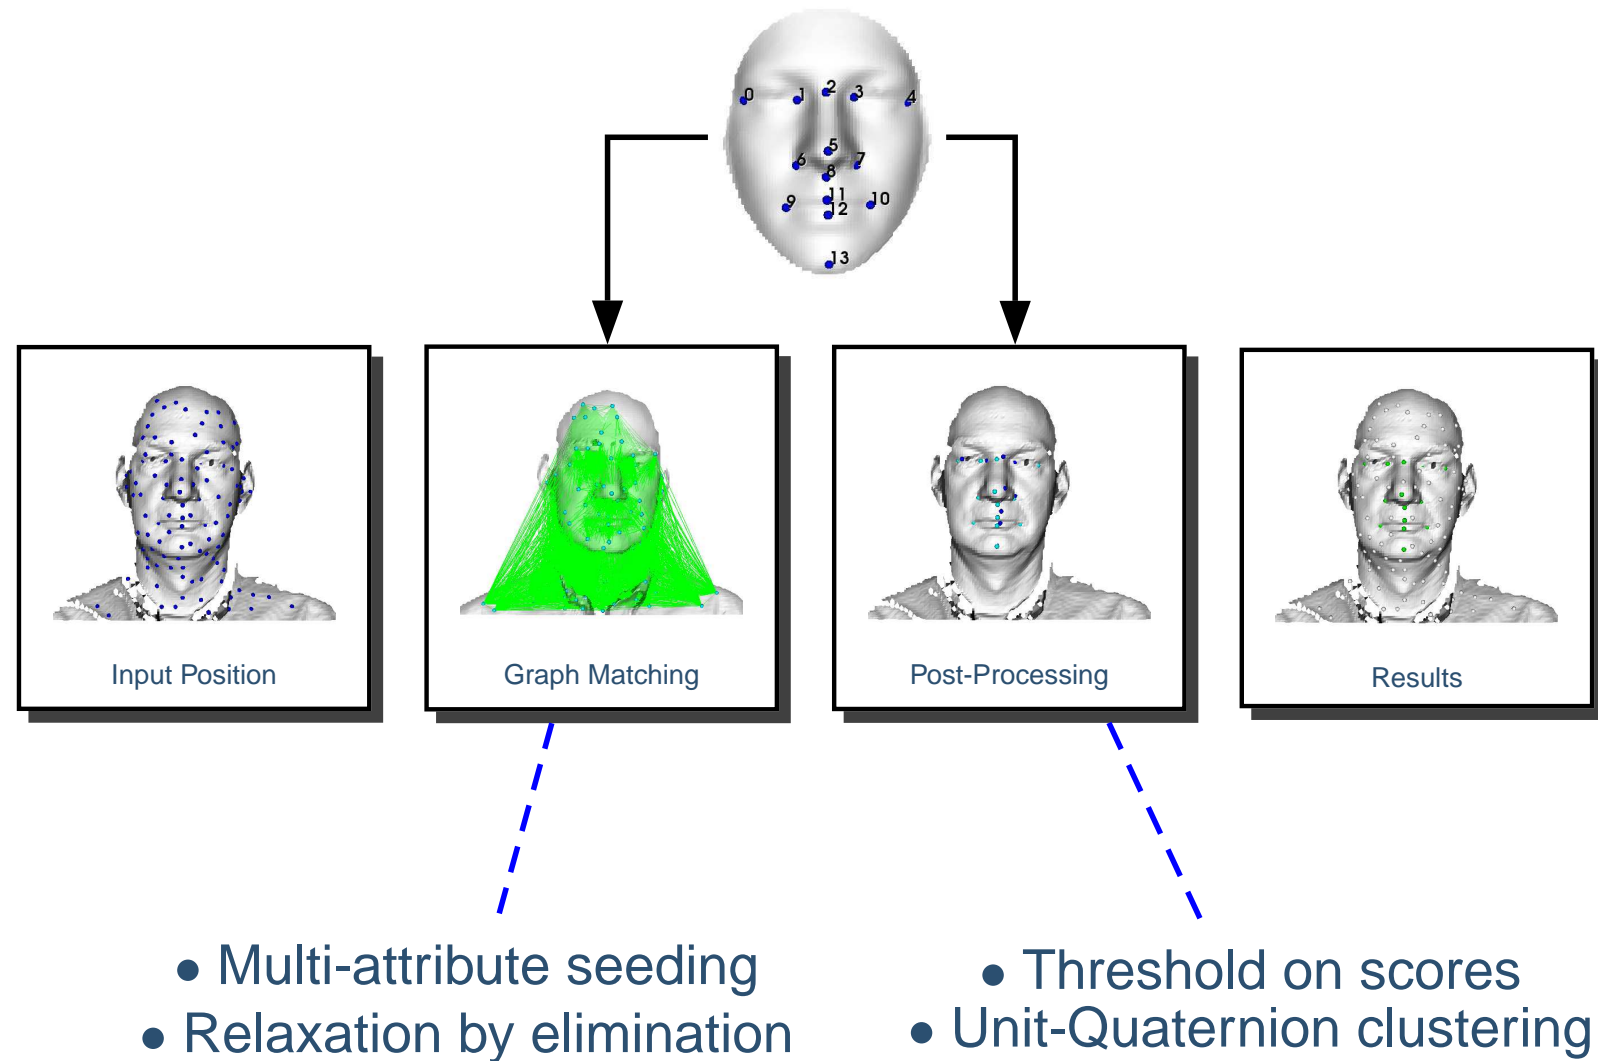 2
0 1 3 4
5
6 7
8
11
9 10
12
13
Input Position
Graph Matching
Post-Processing
Results
● Multi-attribute seeding
● Relaxation by elimination
● Threshold on scores
● Unit-Quaternion clustering